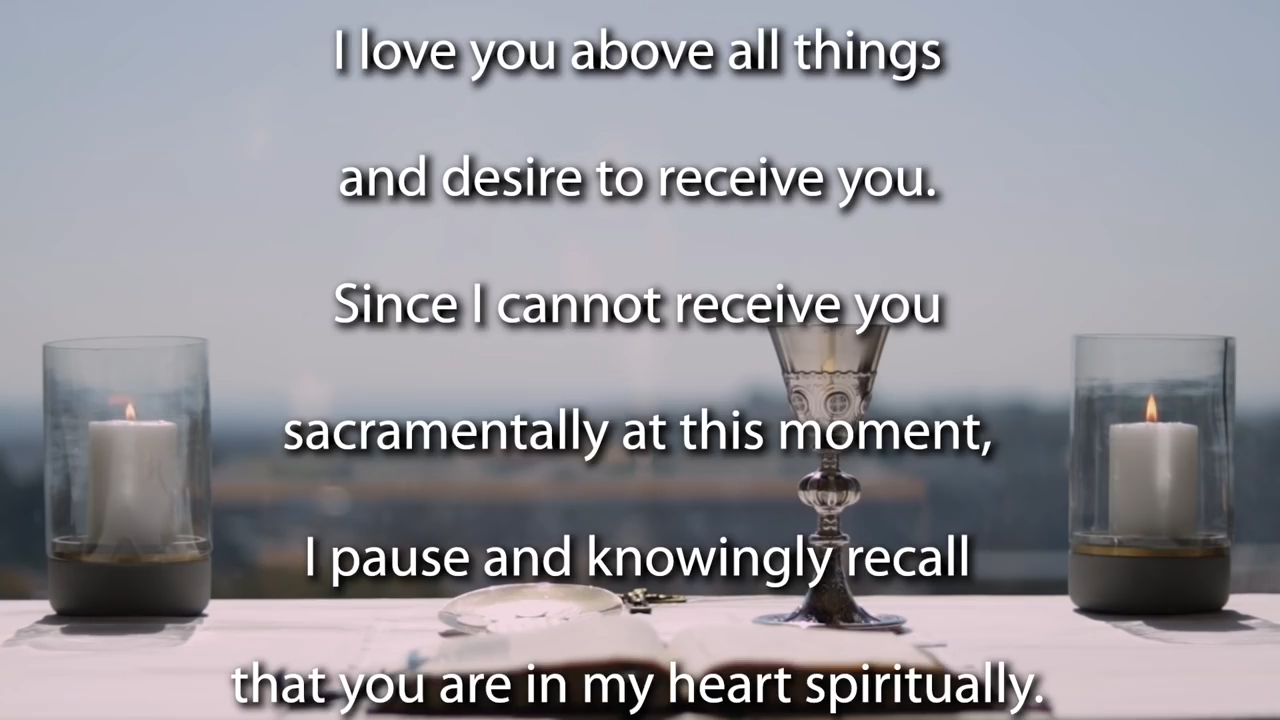 I love you above all things
and desire to receive you.
Since I cannot receive you
sacramentally at this moment,
I pause and knowingly recall
that you are in my heart spiritually.